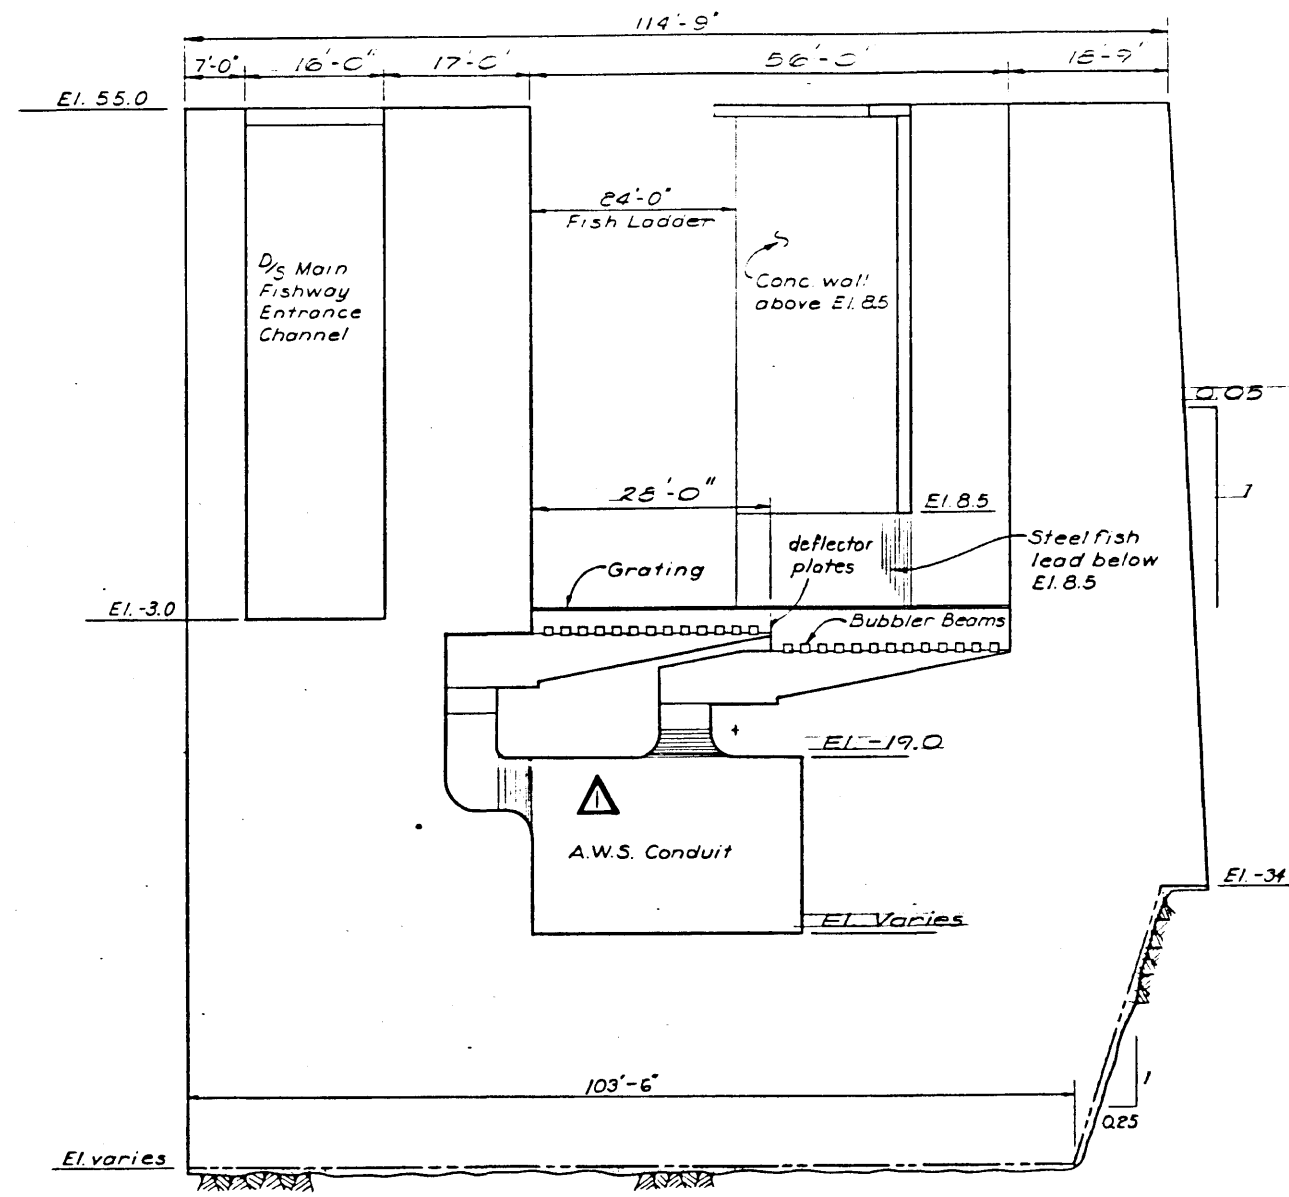 114'-9"
7'-0"
16'-0"
17'-0'
56'-0'
18'-9'
El. 55.0
24'-0"
Fish Ladder
D/S Main
Fishway
Entrance
Channel
Conc. wall
above El. 8.5
0.05
1
28'-0"
El. 8.5
deflector
plates
Steel fish
lead below
El. 8.5
Grating
El. -3.0
Bubbler Beams
El. -19.0
A.W.S. Conduit
El. -34
El. Varies
103'-6"
1
0.25
El. varies